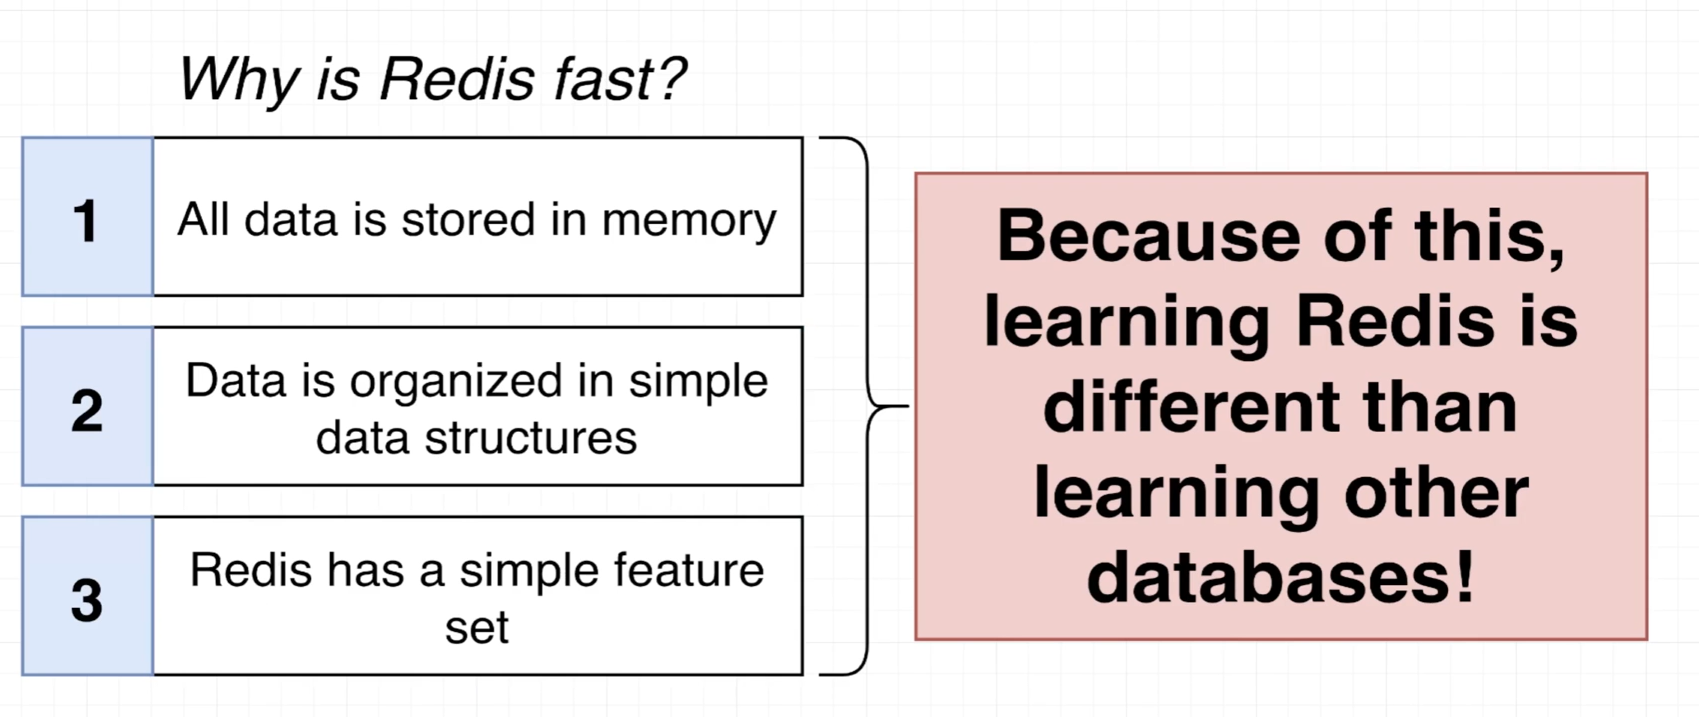 Why is Redis fast?
1
All data is stored in memory
2
Data is organized in simple
data structures
3
Redis has a simple feature
set
Because of this,
learning Redis is
different than
learning other
databases!